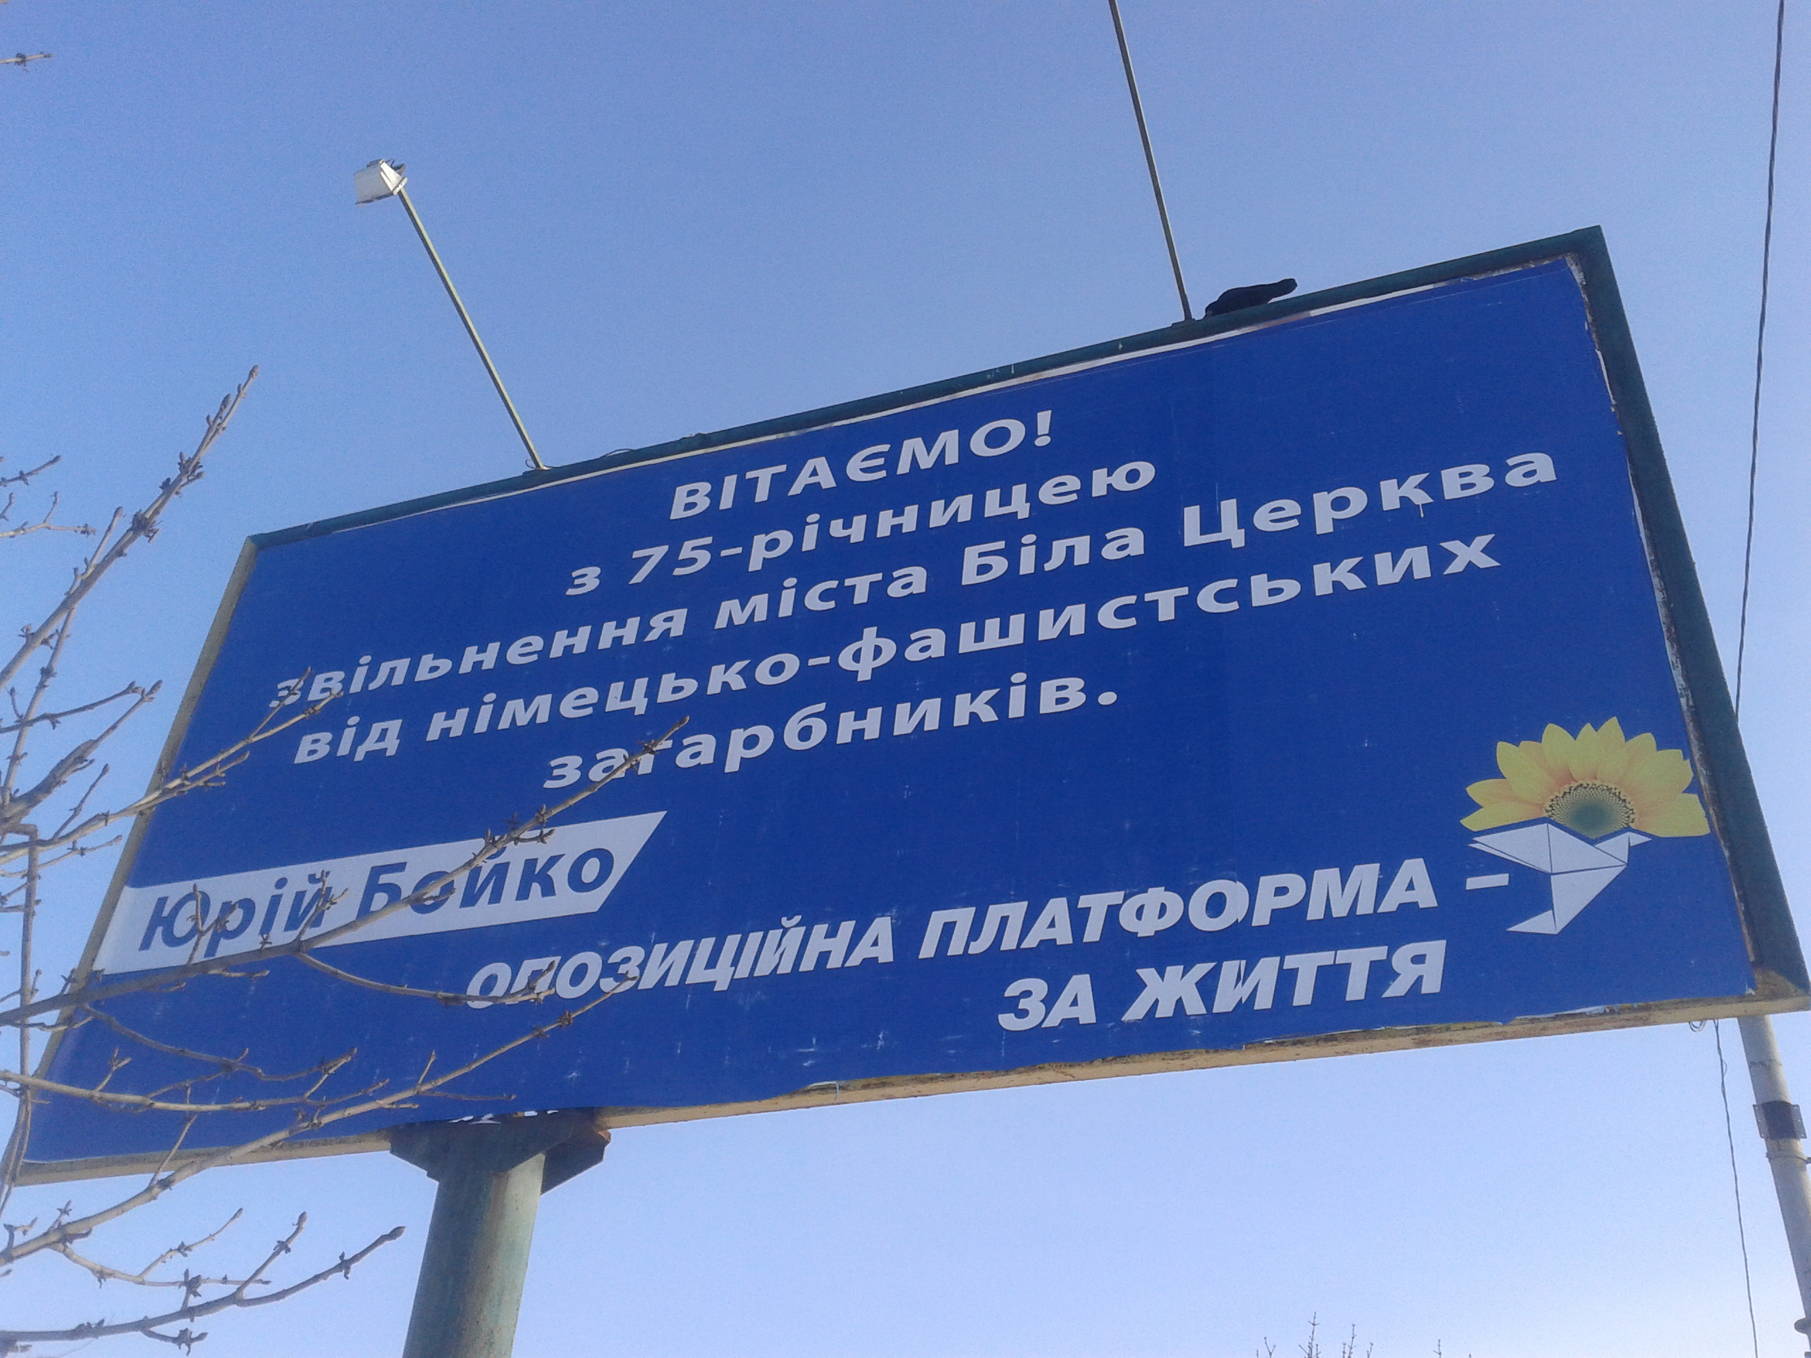 ВІТАЄМО!
з 75-річницею
звільнення міста Біла Церква
від німецько-фашистських
загарбників.
Юрій Бойко
ОПОЗИЦІЙНА ПЛАТФОРМА –
ЗА ЖИТТЯ